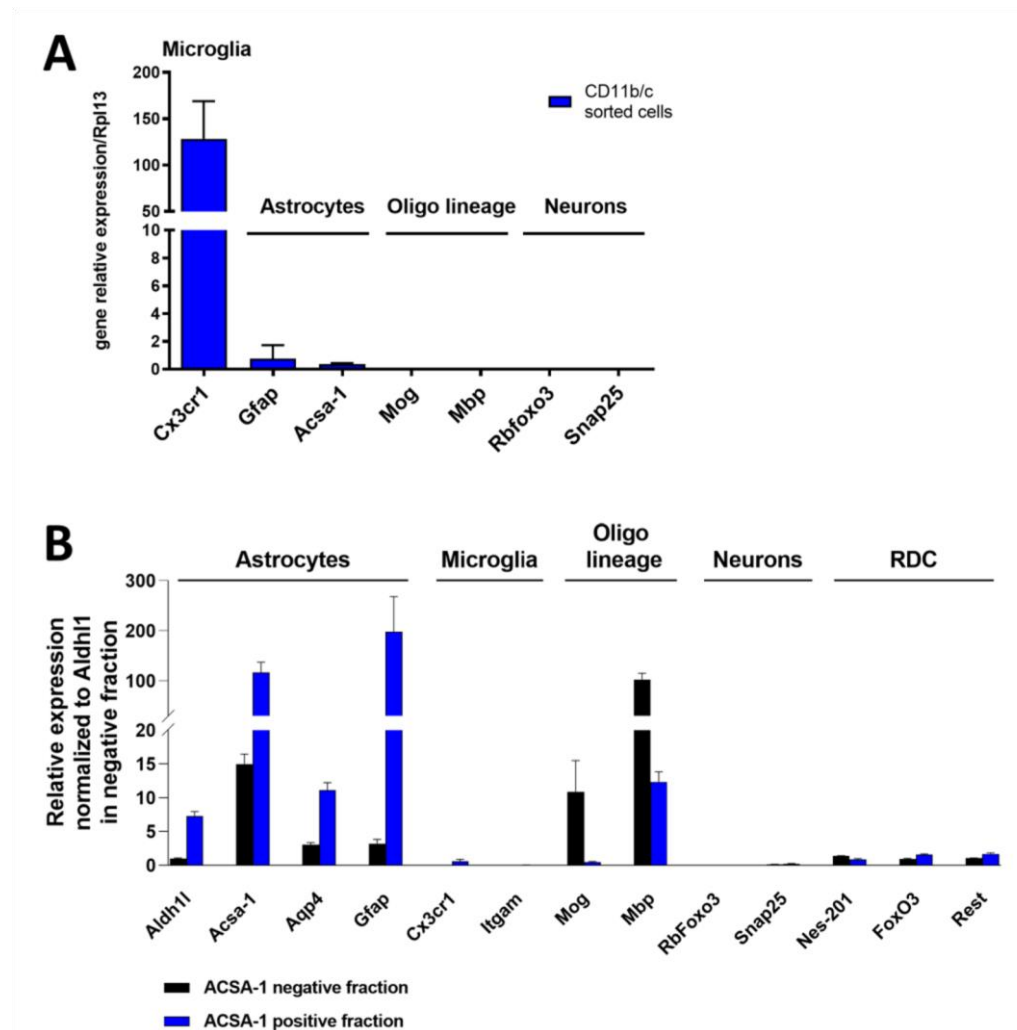 A
Microglia
200
150
100
50
10
8
6
4
2
0
gene relative expression/Rpl13
CD11b/c
sorted cells
Astrocytes Oligo lineage Neurons
Cx3cr1 Gfap Acsa-1 Mog Mbp Rbfoxo3 Snap25
B
Astrocytes Microglia Oligo lineage Neurons RDC
300
200
100
20
15
10
5
0
Relative expression
normalized to Aldhl1
in negative fraction
Aldh1l Acsa-1 Aqp4 Gfap Cx3cr1 Itgam Mog Mbp RbFoxo3 Snap25 Nes-201 FoxO3 Rest
ACSA-1 negative fraction
ACSA-1 positive fraction